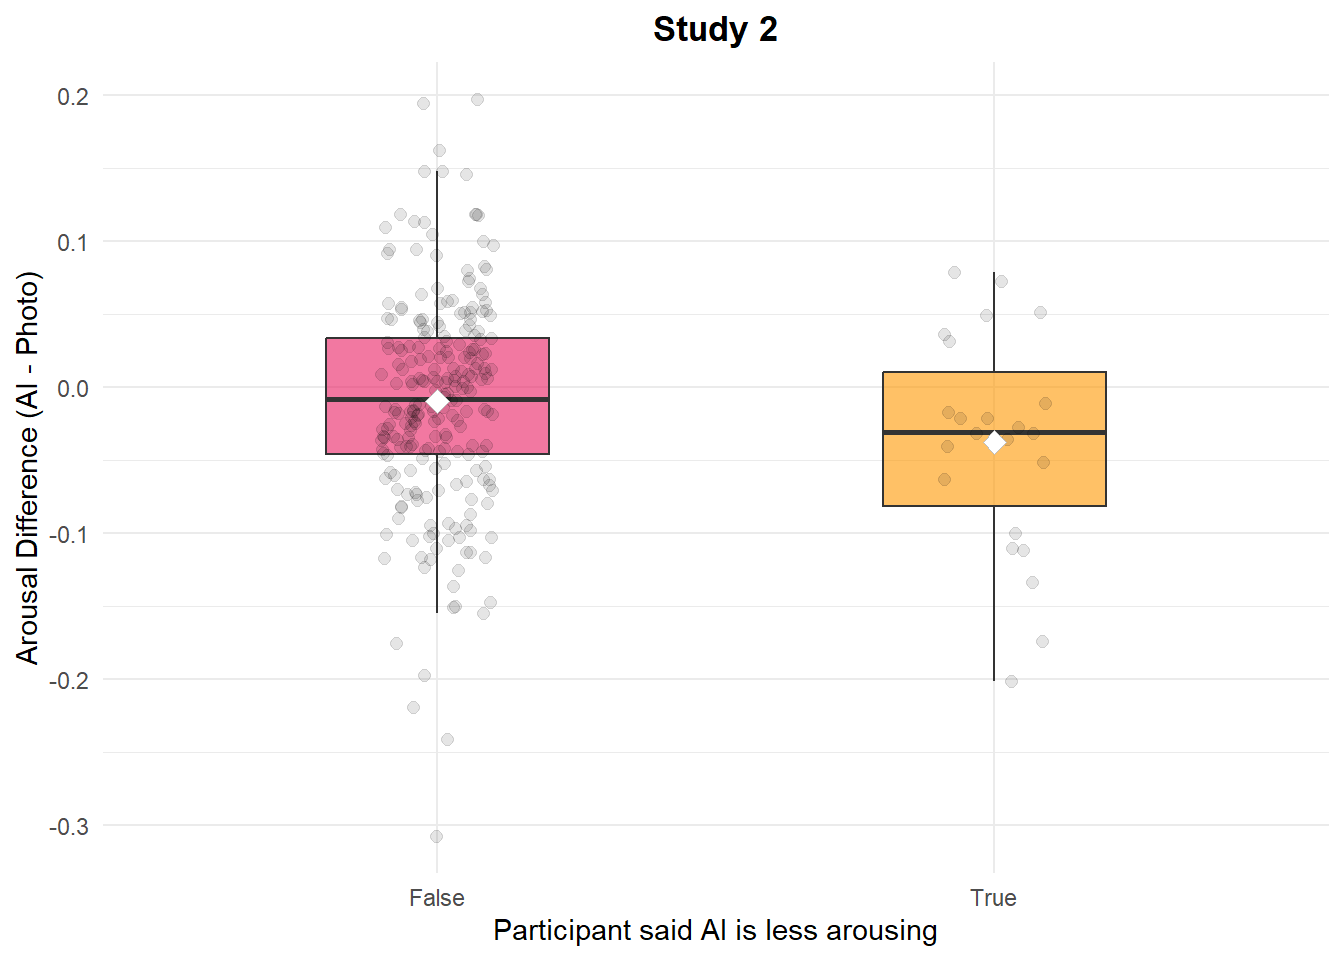 Study 2
Arousal Difference (AI - Photo)
0.2
0.1
0.0
-0.1
-0.2
-0.3
False
True
Participant said AI is less arousing